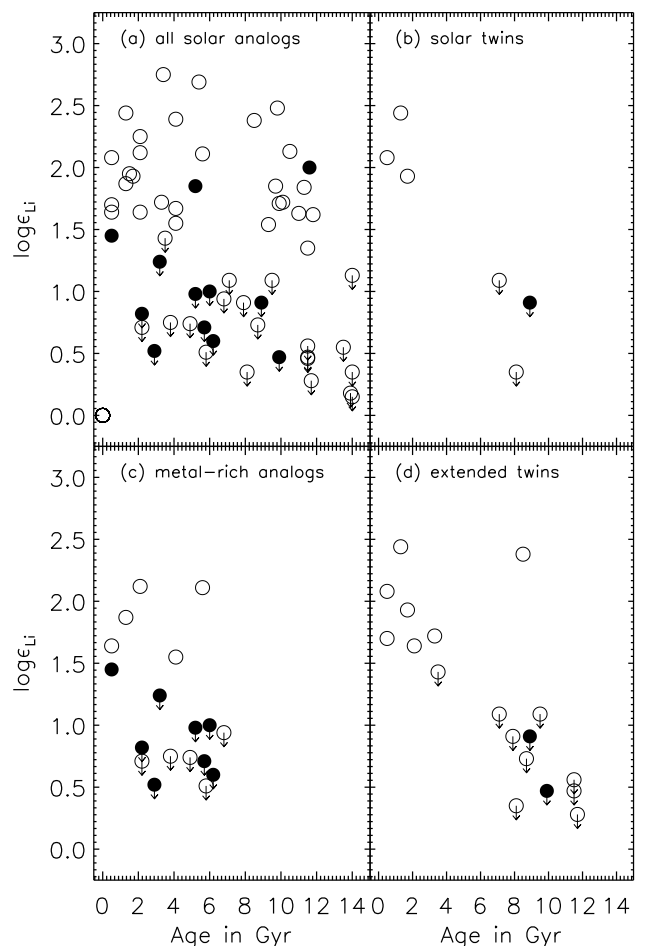 (a) all solar analogs
(b) solar twins
3.0
2.5
2.0
1.5
1.0
0.5
0.0
logϵLi
(c) metal-rich analogs
(d) extended twins
3.0
2.5
2.0
1.5
1.0
0.5
0.0
logϵLi
0 2 4 6 8 10 12 14
0 2 4 6 8 10 12 14
Age in Gyr
Age in Gyr